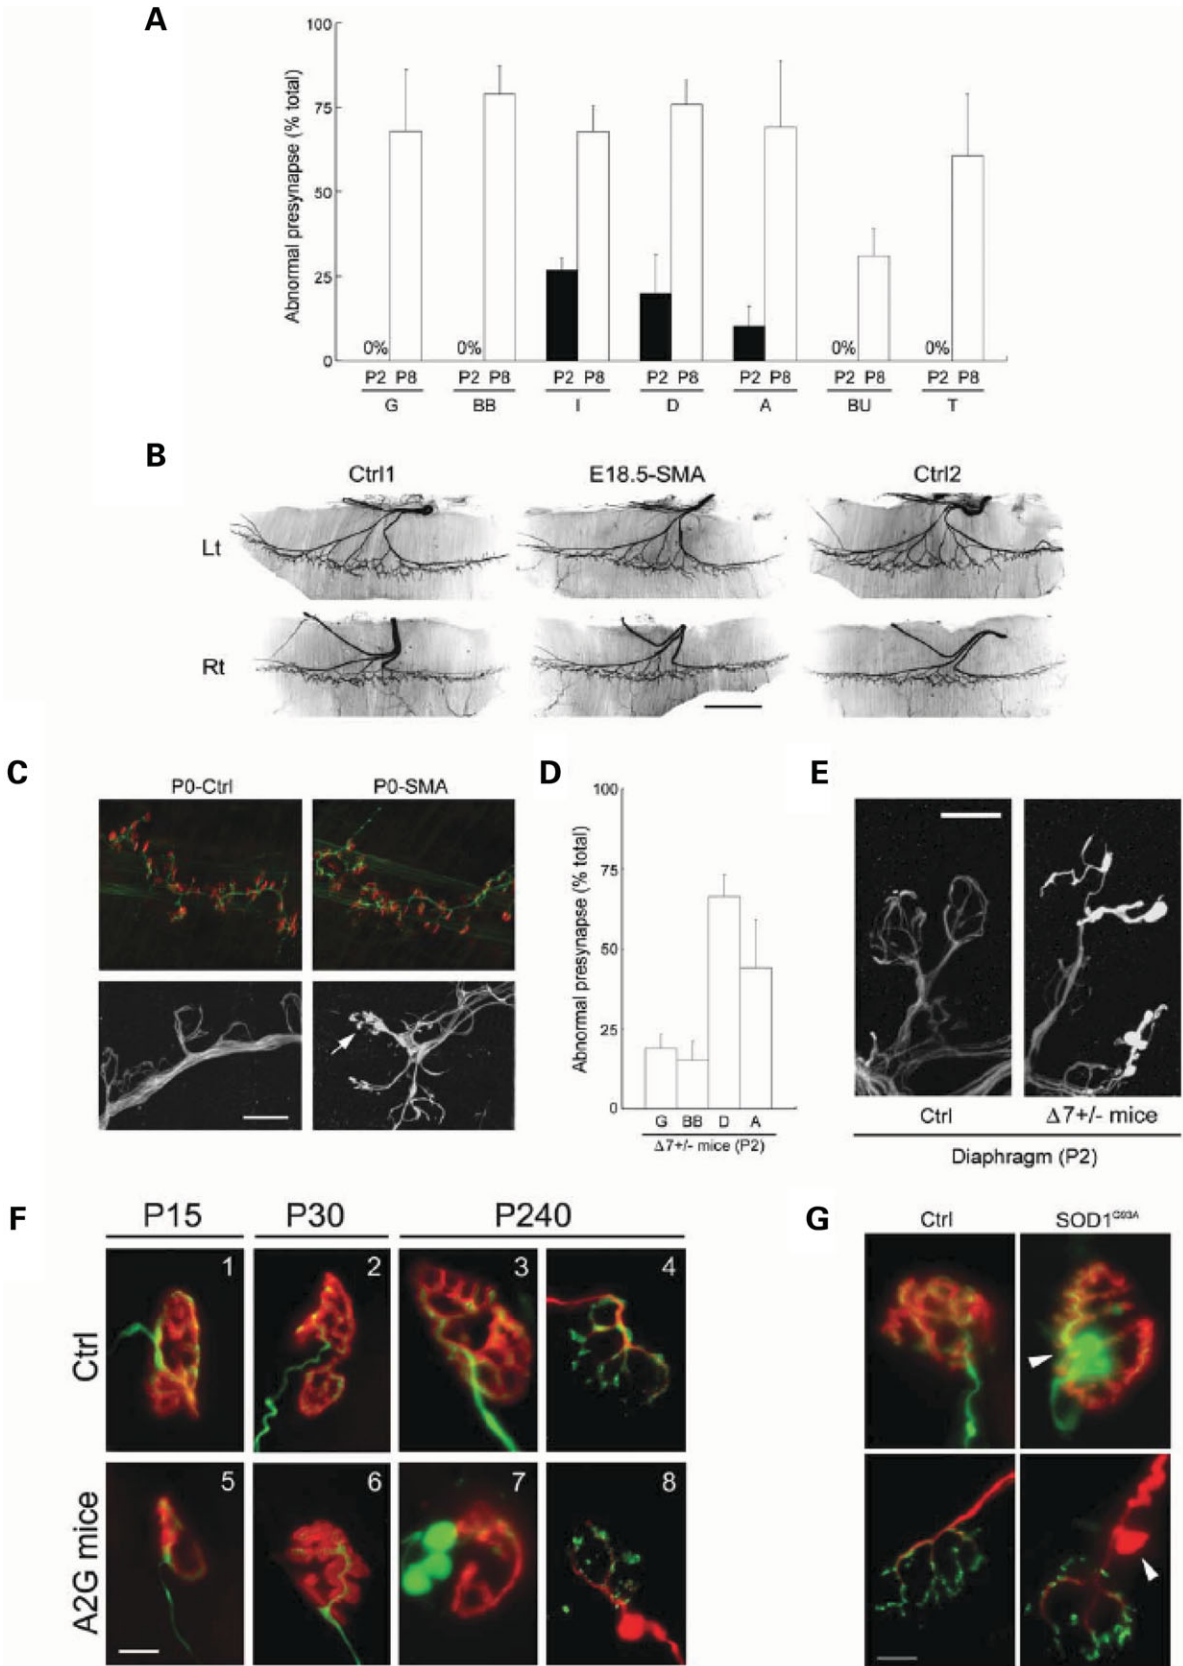 A
100
75
50
25
0
Abnormal presynapse (% total)
0% 0% 0% 0%
P2 P8 P2 P8 P2 P8 P2 P8 P2 P8 P2 P8 P2 P8
G BB I D A BU T
B
Ctrl1 E18.5-SMA Ctrl2
Lt
Rt
C
P0-Ctrl P0-SMA
D
100
75
50
25
0
Abnormal presynapse (% total)
G BB D A
Δ7+/- mice (P2)
E
Ctrl Δ7+/- mice
Diaphragm (P2)
F
P15 P30 P240
Ctrl
1 2 3 4
A2G mice
5 6 7 8
G
Ctrl SOD1G93A